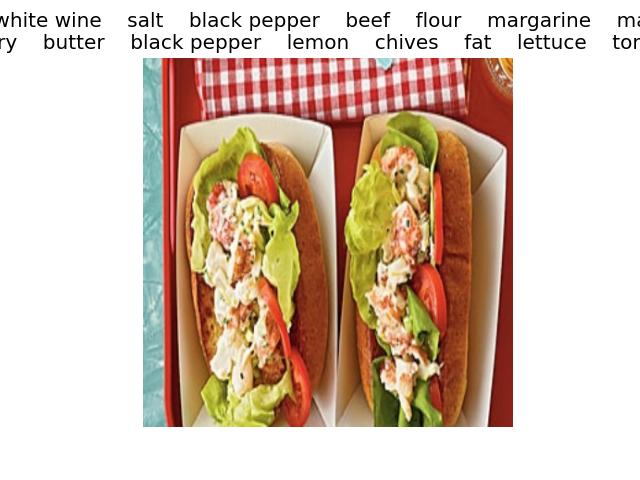 white wine salt black pepper beef flour margarine
butter black pepper lemon chives fat lettuce